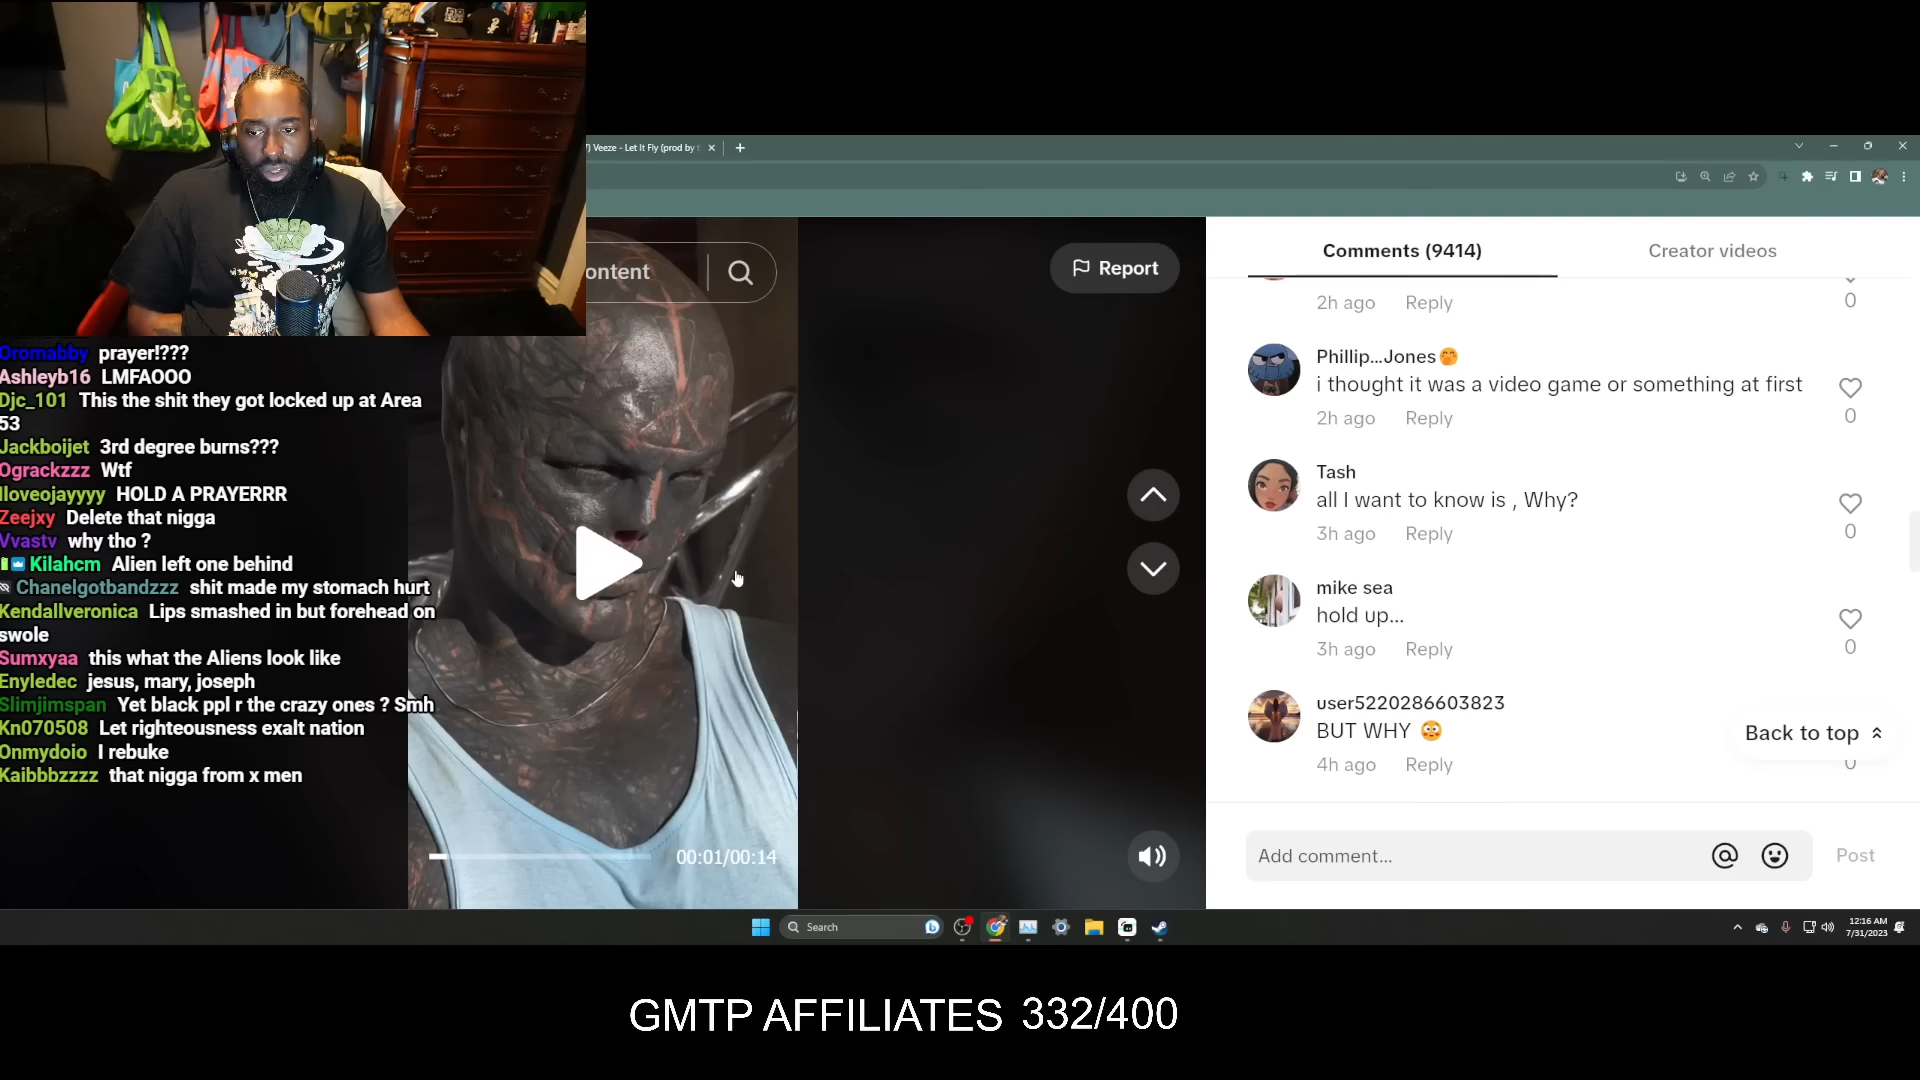 Veeze - Let It Fly (prod by
ontent
Report
Comments (9414)
Creator videos
2h ago Reply
0
Phillip...Jones🤭
i thought it was a video game or something at first
2h ago Reply
0
Tash
all I want to know is , Why?
3h ago Reply
0
mike sea
hold up...
3h ago Reply
0
user5220286603823
BUT WHY 😳
4h ago Reply
0
Back to top
Add comment...
Post
Oromabby prayer!???
Ashleyb16 LMFAOOO
Djc_101 This the shit they got locked up at Area
53
Jackboijet 3rd degree burns???
Ograckzzz Wtf
Iloveojayyyy HOLD A PRAYERRR
Zeejxy Delete that nigga
Vvastv why tho ?
Kilahcm Alien left one behind
Chanelgotbandzzz shit made my stomach hurt
Kendallveronica Lips smashed in but forehead on
swole
Sumxyaa this what the Aliens look like
Enyledec jesus, mary, joseph
Slimjimspan Yet black ppl r the crazy ones ? Smh
Kn070508 Let righteousness exalt nation
Onmydoio I rebuke
Kaibbbzzzz that nigga from x men
00:01/00:14
Search
12:16 AM
7/31/2023
GMTP AFFILIATES 332/400